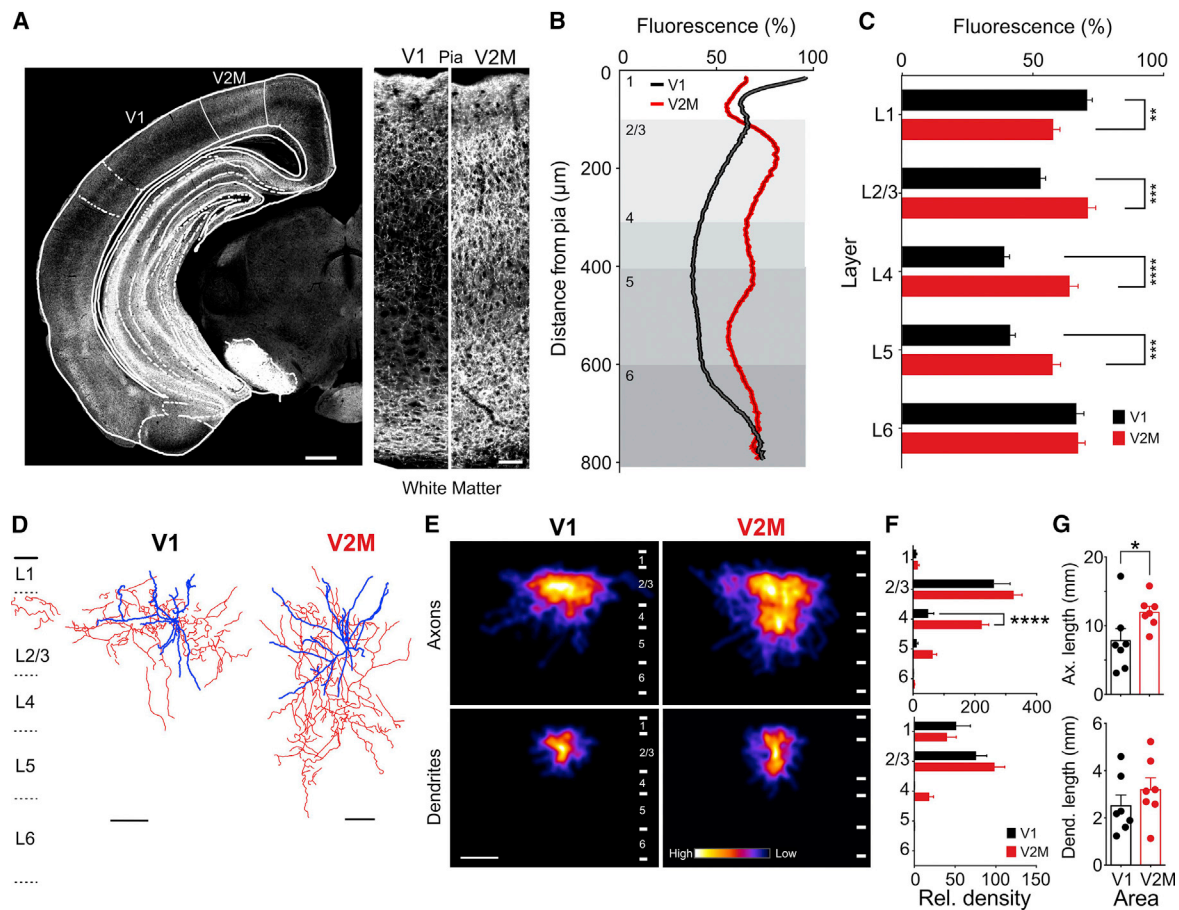 A
V1
V2M
V1 Pia V2M
White Matter
B
Fluorescence (%)
0 50 100
V1
V2M
Distance from pia (µm)
0
200
400
600
800
1
2/3
4
5
6
C
Fluorescence (%)
0 50 100
Layer
L1
L2/3
L4
L5
L6
**
***
****
***
V1
V2M
D
V1
V2M
L1
L2/3
L4
L5
L6
E
V1
V2M
Axons
1
2/3
4
5
6
Dendrites
1
2/3
4
5
6
High Low
F
1
2/3
4
5
6
****
0 200 400
1
2/3
4
5
6
V1
V2M
0 50 100 150
Rel. density
G
*
Ax. length (mm)
20
10
0
Dend. length (mm)
6
4
2
0
V1 V2M
Area